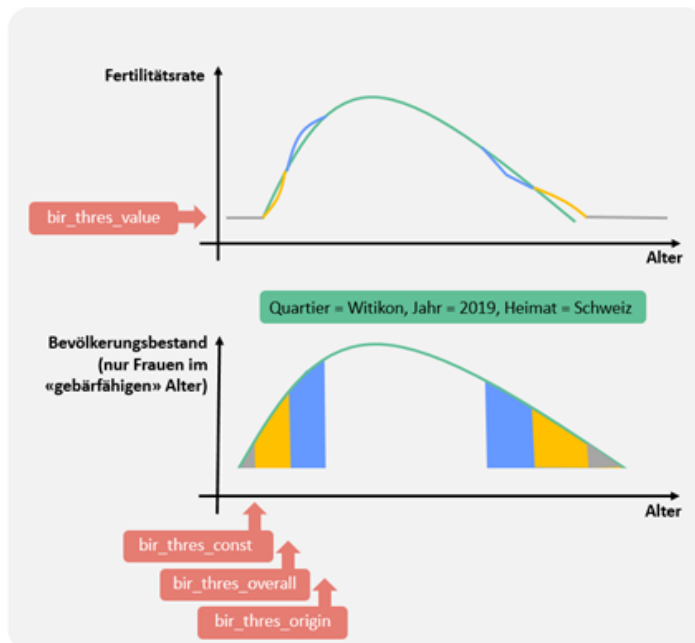 Fertilitätsrate
bir_thres_value
Alter
Quartier = Witikon, Jahr = 2019, Heimat = Schweiz
Bevölkerungsbestand
(nur Frauen im
«gebärfähigen» Alter)
Alter
bir_thres_const
bir_thres_overall
bir_thres_origin